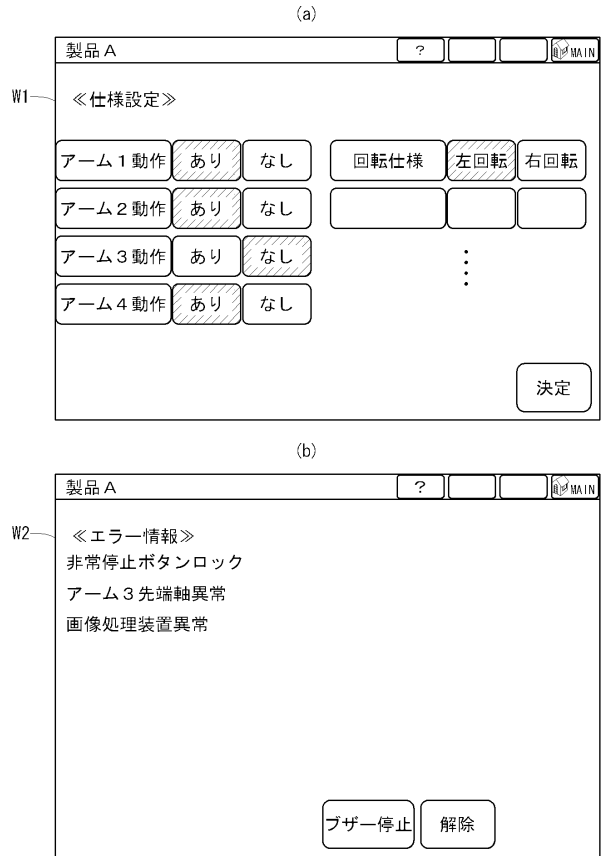 (a)
製品A ? MAIN
W1
≪仕様設定≫
アーム1動作 あり なし 回転仕様 左回転 右回転
アーム2動作 あり なし
アーム3動作 あり なし
アーム4動作 あり なし
決定
(b)
製品A ? MAIN
W2
≪エラー情報≫
非常停止ボタンロック
アーム3先端軸異常
画像処理装置異常
ブザー停止 解除